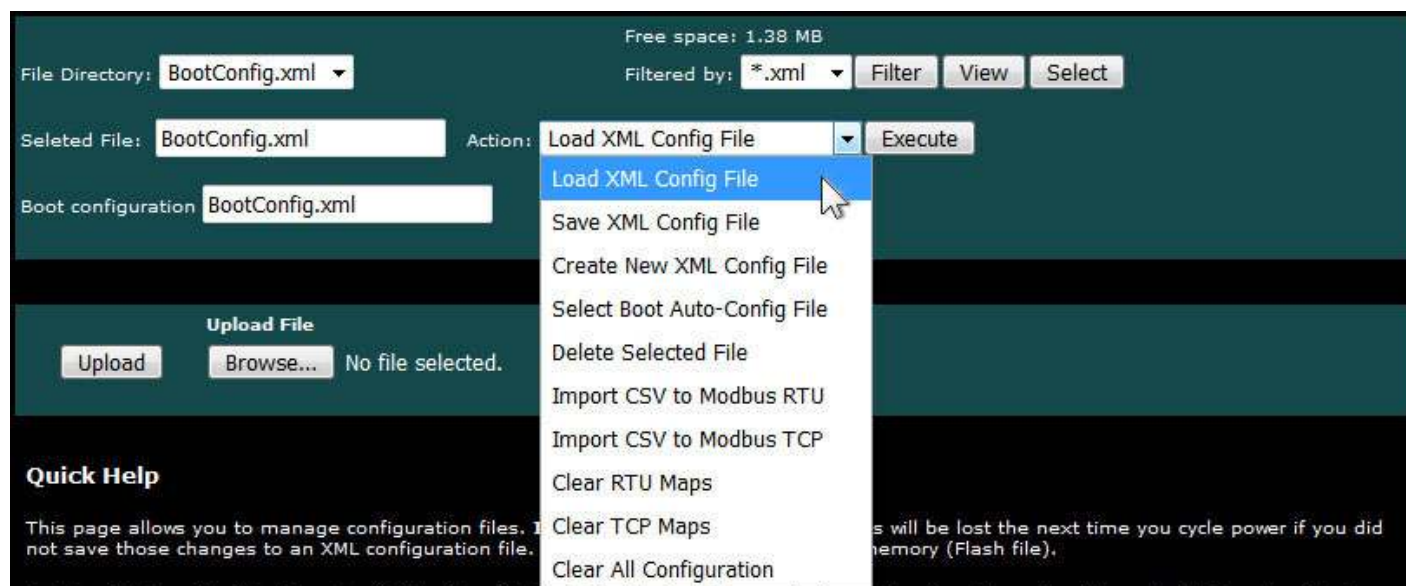 Free space: 1.38 MB
File Directory: BootConfig.xml Filtered by: *.xml Filter View Select
Seleted File: BootConfig.xml Action: Load XML Config File Execute
Boot configuration BootConfig.xml
Load XML Config File
Save XML Config File
Create New XML Config File
Select Boot Auto-Config File
Delete Selected File
Import CSV to Modbus RTU
Import CSV to Modbus TCP
Clear RTU Maps
Clear TCP Maps
Clear All Configuration
Upload File
Upload Browse... No file selected.
Quick Help
This page allows you to manage configuration files. s will be lost the next time you cycle power if you did
not save those changes to an XML configuration file. emory (Flash file).